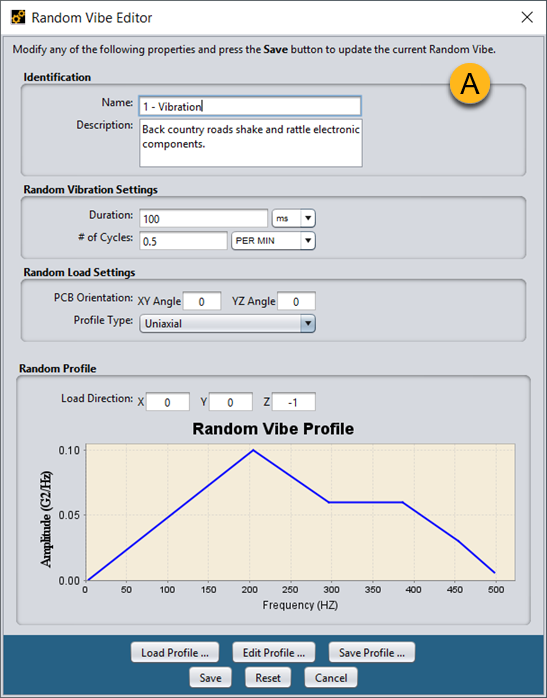 Random Vibe Editor
Modify any of the following properties and press the Save button to update the current Random Vibe.
A
Identification
Name: 1 - Vibration
Description: Back country roads shake and rattle electronic
components.
Random Vibration Settings
Duration: 100 ms
# of Cycles: 0.5 PER MIN
Random Load Settings
PCB Orientation: XY Angle 0 YZ Angle 0
Profile Type: Uniaxial
Random Profile
Load Direction: X 0 Y 0 Z -1
Random Vibe Profile
Amplitude (G2/Hz)
0.10
0.05
0.00
0 50 100 150 200 250 300 350 400 450 500
Frequency (HZ)
Load Profile ... Edit Profile ... Save Profile ...
Save Reset Cancel